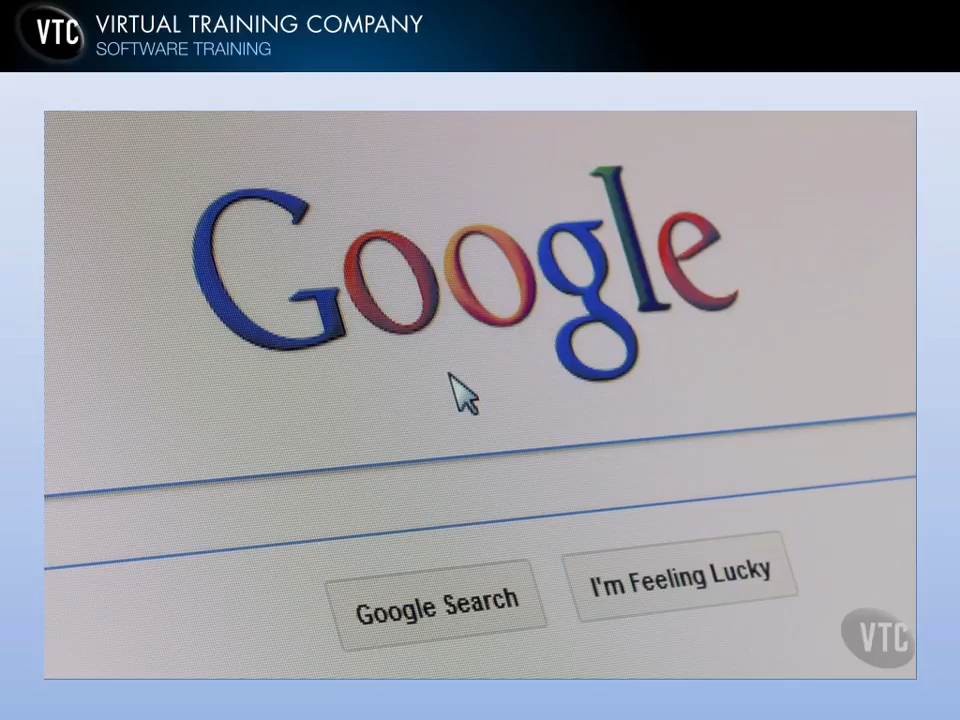 VTC VIRTUAL TRAINING COMPANY
SOFTWARE TRAINING
Google
Google Search
I'm Feeling Lucky
VTC